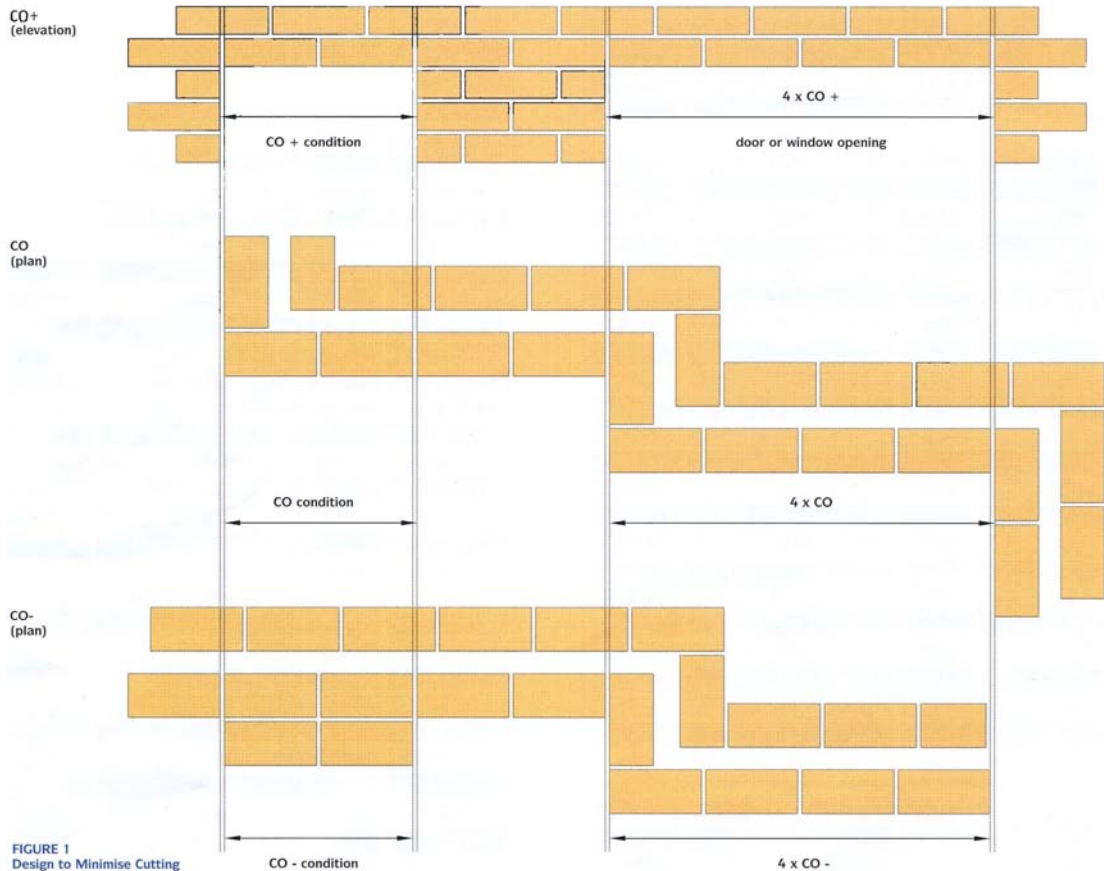 CO+
(elevation)
4 x CO +
CO + condition
door or window opening
CO
(plan)
CO condition
4 x CO
CO-
(plan)
FIGURE 1
Design to Minimise Cutting
CO - condition
4 x CO -